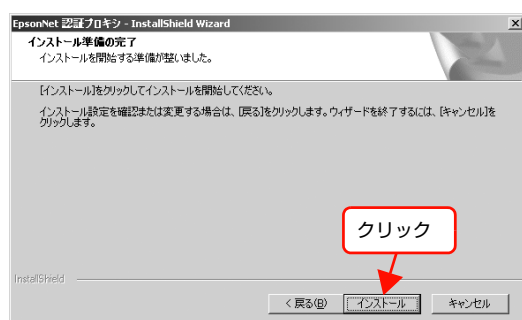 EpsonNet 認証プロキシ - InstallShield Wizard
インストール準備の完了
インストールを開始する準備が整いました。
[インストール]をクリックしてインストールを開始してください。
インストール設定を確認または変更する場合は、[戻る]をクリックします。ウィザードを終了するには、[キャンセル]を
クリックします。
クリック
InstallShield
< 戻る(B)
インストール
キャンセル